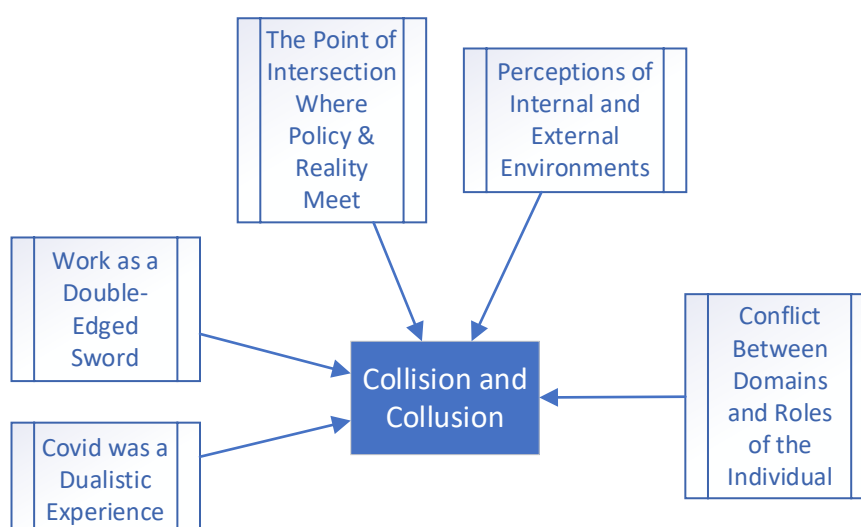 The Point of
Intersection
Where
Policy &
Reality
Meet
Perceptions of
Internal and
External
Environments
Work as a
Double-
Edged
Sword
Conflict
Between
Domains
and Roles
of the
Individual
Collision and
Collusion
Covid was a
Dualistic
Experience